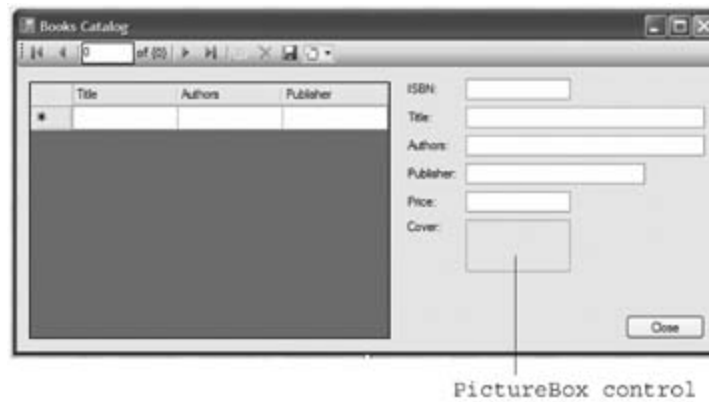 Books Catalog
0 of {0}
Title Authors Publisher
*
ISBN:
Title:
Authors:
Publisher:
Price:
Cover:
Close
PictureBox control